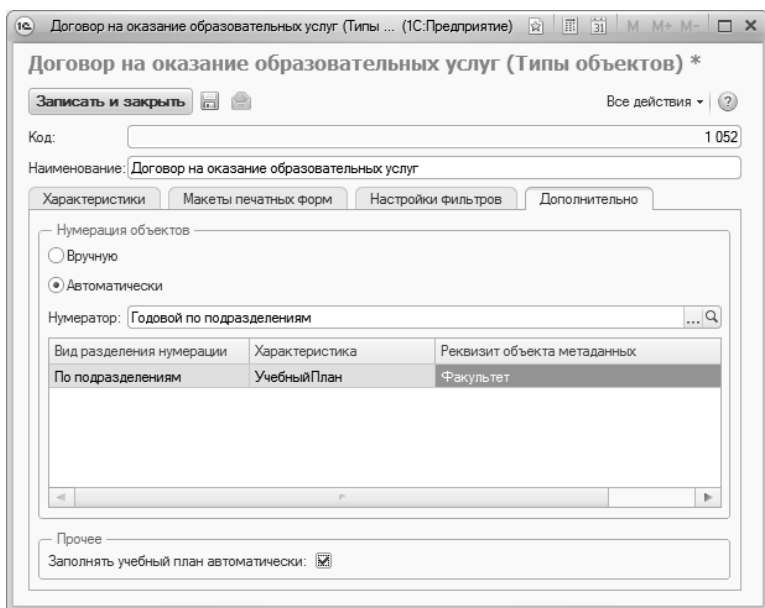 1С Договор на оказание образовательных услуг (Типы ... (1С:Предприятие) 31 M M+ M-
Договор на оказание образовательных услуг (Типы объектов) *
Записать и закрыть Все действия ?
Код: 1 052
Наименование: Договор на оказание образовательных услуг
Характеристики Макеты печатных форм Настройки фильтров Дополнительно
Нумерация объектов
Вручную
Автоматически
Нумератор: Годовой по подразделениям ...
Вид разделения нумерации Характеристика Реквизит объекта метаданных
По подразделениям УчебныйПлан Факультет
Прочее
Заполнять учебный план автоматически: